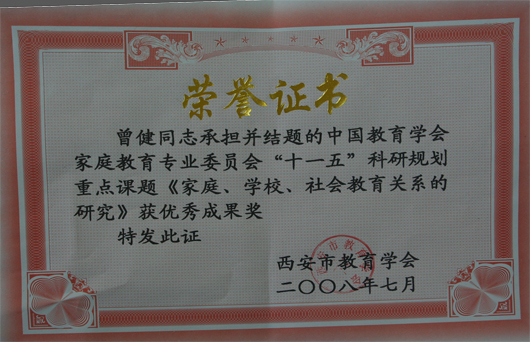 荣誉证书
曾健同志承担并结题的中国教育学会
家庭教育专业委员会“十一五”科研规划
重点课题《家庭、学校、社会教育关系的
研究》获优秀成果奖
特发此证
西安市教育学会
二〇〇八年七月